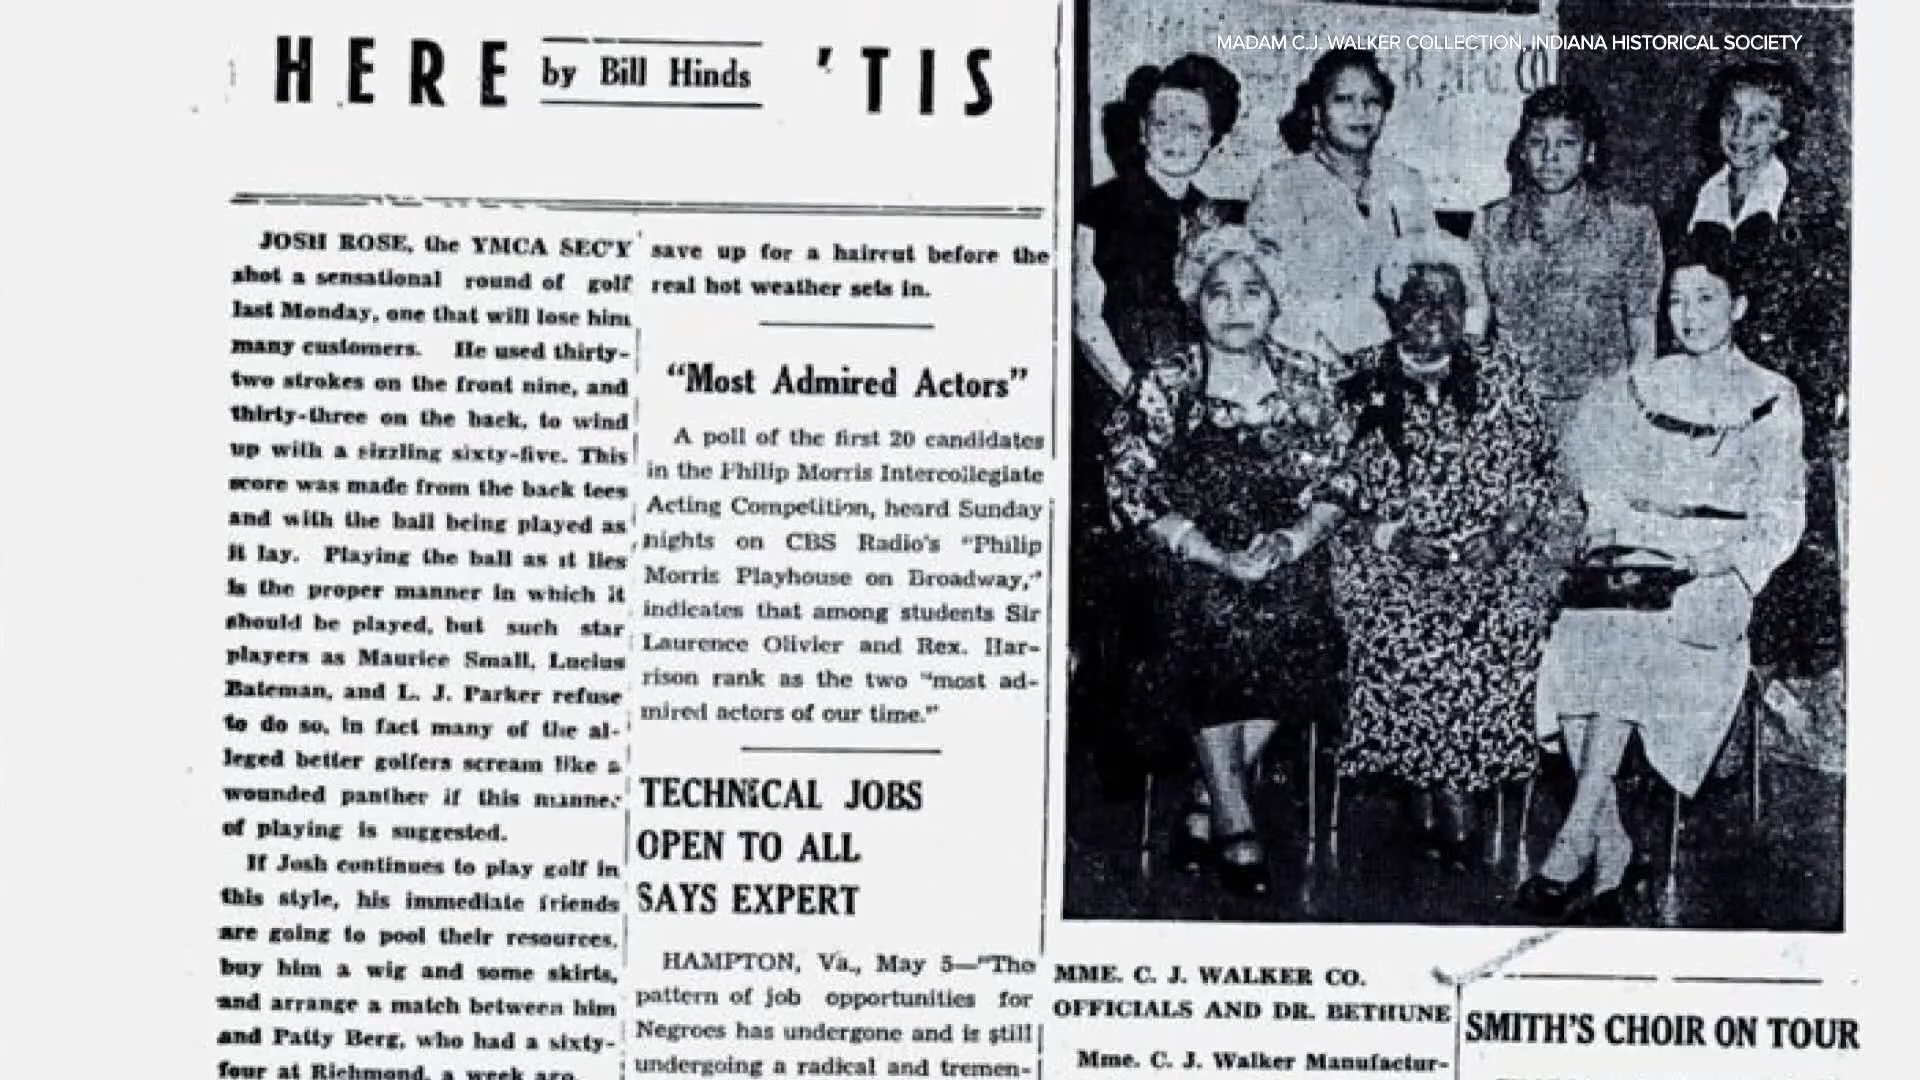 MADAM C.J. WALKER COLLECTION, INDIANA HISTORICAL SOCIETY
HERE by Bill Hinds 'TIS
JOSH ROSE, the YMCA SEC'Y
shot a sensational round of golf
last Monday, one that will lose him
many customers. He used thirty-
two strokes on the front nine, and
thirty-three on the back, to wind
up with a sizzling sixty-five. This
score was made from the back tees
and with the ball being played as
it lay. Playing the ball as it lies
is the proper manner in which it
should be played, but such star
players as Maurice Small, Lucius
Bateman, and L. J. Parker refuse
to do so, in fact many of the al-
leged better golfers scream like a
wounded panther if this manner
of playing is suggested.
If Josh continues to play golf in
this style, his immediate friends
are going to pool their resources,
buy him a wig and some skirts,
and arrange a match between him
and Patty Berg, who had a sixty-
four at Richmond, a week ago.
save up for a haircut before the
real hot weather sets in.
"Most Admired Actors"
A poll of the first 20 candidates
in the Philip Morris Intercollegiate
Acting Competition, heard Sunday
nights on CBS Radio's "Philip
Morris Playhouse on Broadway,"
indicates that among students Sir
Laurence Olivier and Rex. Har-
rison rank as the two "most ad-
mired actors of our time."
TECHNICAL JOBS
OPEN TO ALL
SAYS EXPERT
HAMPTON, Va., May 5—"The
pattern of job opportunities for
Negroes has undergone and is still
undergoing a radical and tremen-
MFG. CO.
MME. C. J. WALKER CO.
OFFICIALS AND DR. BETHUNE
Mme. C. J. Walker Manufactur-
SMITH'S CHOIR ON TOUR